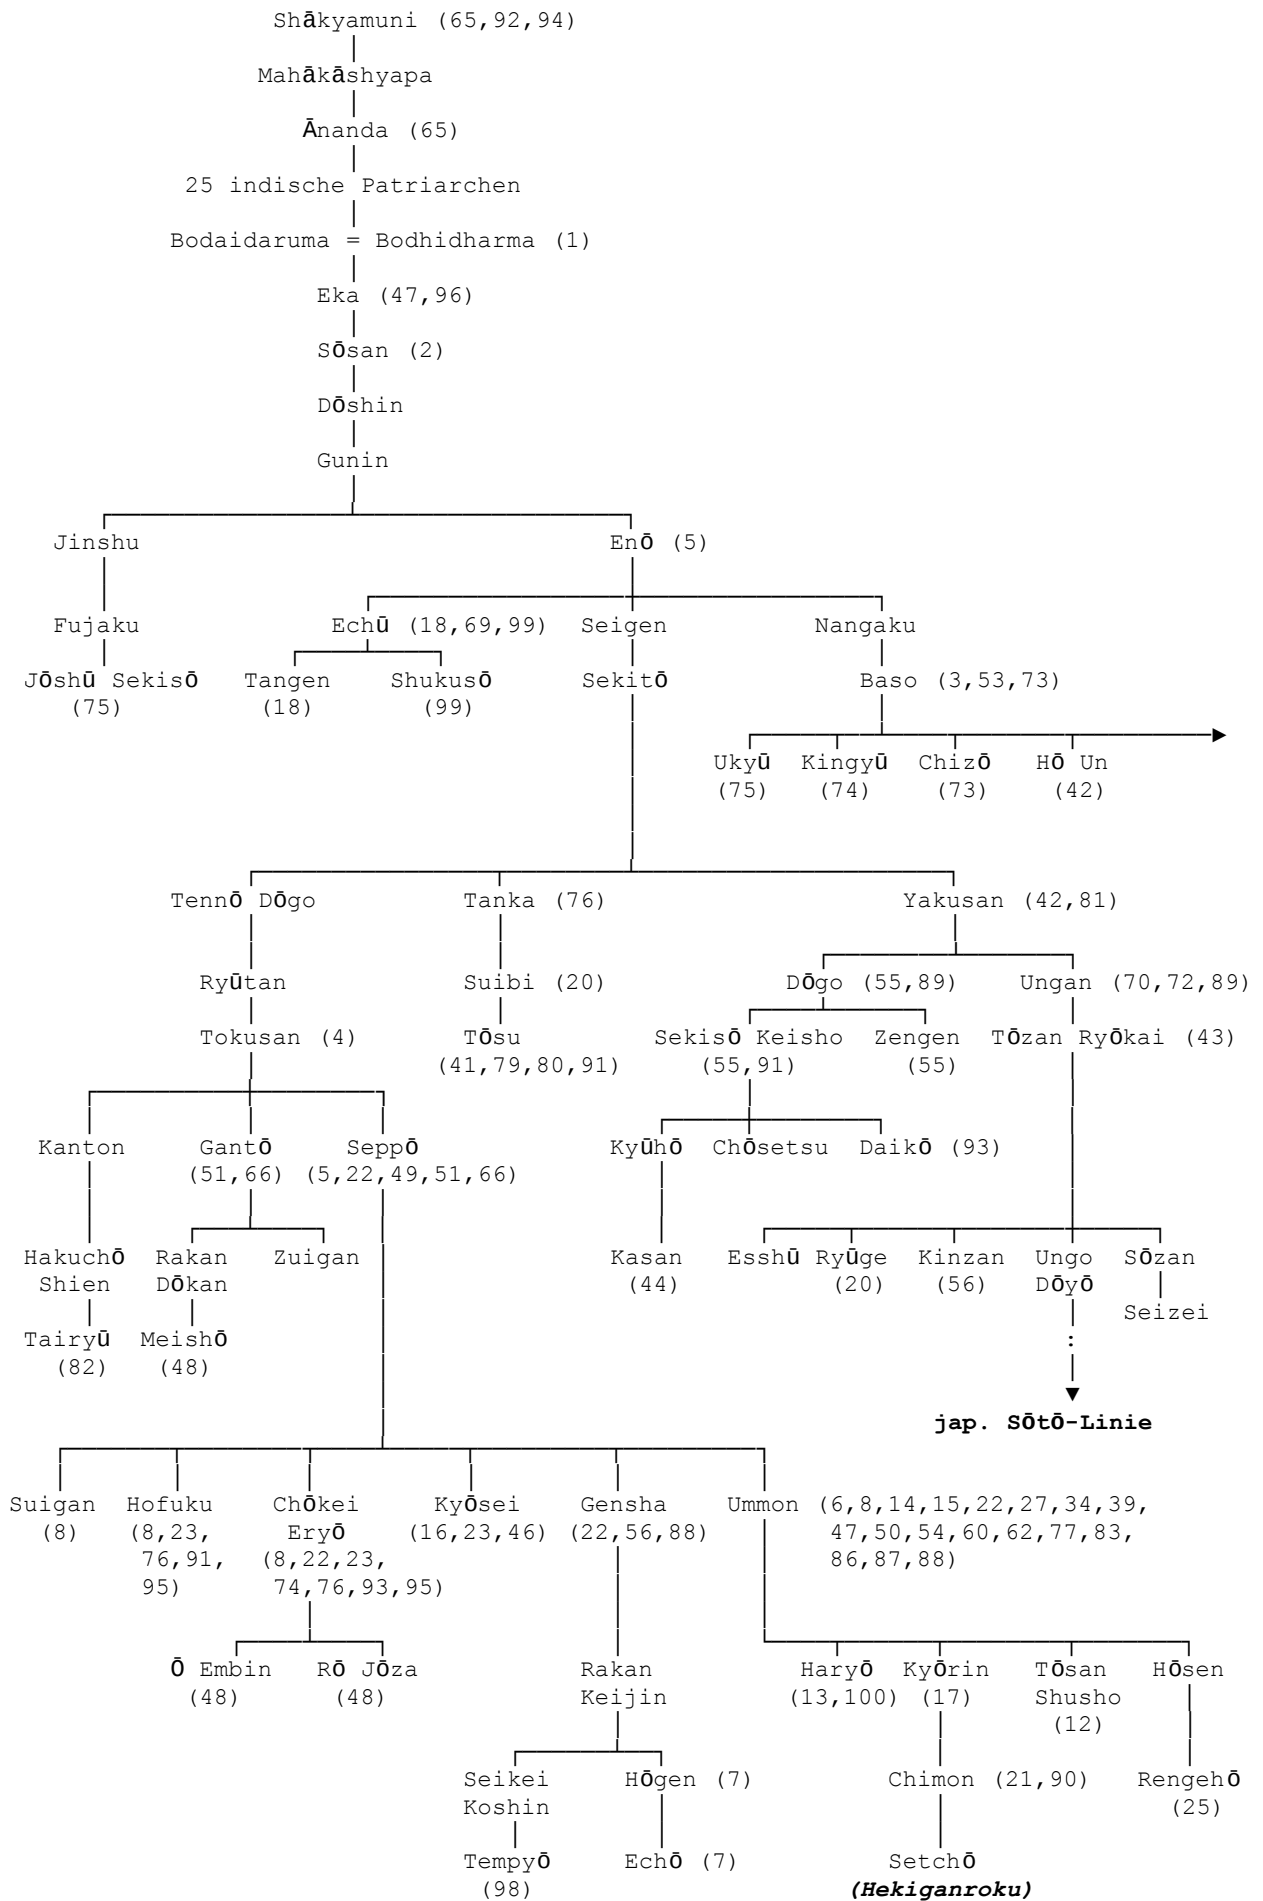 Shākyamuni (65,92,94)
Mahākāshyapa
Ānanda (65)
25 indische Patriarchen
Bodaidaruma = Bodhidharma (1)
Eka (47,96)
Sōsan (2)
Dōshin
Gunin
Jinshu Enō (5)
Fujaku Echū (18,69,99) Seigen Nangaku
Jōshū Sekisō Tangen Shukusō Sekitō Baso (3,53,73)
(75) (18) (99)
Ukyū Kingyū Chizō Hō Un
(75) (74) (73) (42)
Tennō Dōgo Tanka (76) Yakusan (42,81)
Ryūtan Suibi (20) Dōgo (55,89) Ungan (70,72,89)
Tokusan (4) Tōsu Sekisō Keisho Zengen Tōzan Ryōkai (43)
(41,79,80,91) (55,91) (55)
Kanton Gantō Seppō Kyūhō Chōsetsu Daikō (93)
(51,66) (5,22,49,51,66)
Hakuchō Rakan Zuigan Kasan Esshū Ryūge Kinzan Ungo Sōzan
Shien Dōkan (44) (20) (56) Dōyō
Seizei
Tairyū Meishō :
(82) (48)
jap. Sōtō-Linie
Suigan Hofuku Chōkei Kyōsei Gensha Ummon (6,8,14,15,22,27,34,39,
(8) (8,23, Eryō (16,23,46) (22,56,88) 47,50,54,60,62,77,83,
76,91, (8,22,23, 86,87,88)
95) 74,76,93,95)
Ō Embin Rō Jōza Rakan Haryō Kyōrin Tōsan Hōsen
(48) (48) Keijin (13,100) (17) Shusho
(12)
Seikei Hōgen (7) Chimon (21,90) Rengehō
Koshin (25)
Tempyō Echō (7) Setchō
(98) (Hekiganroku)